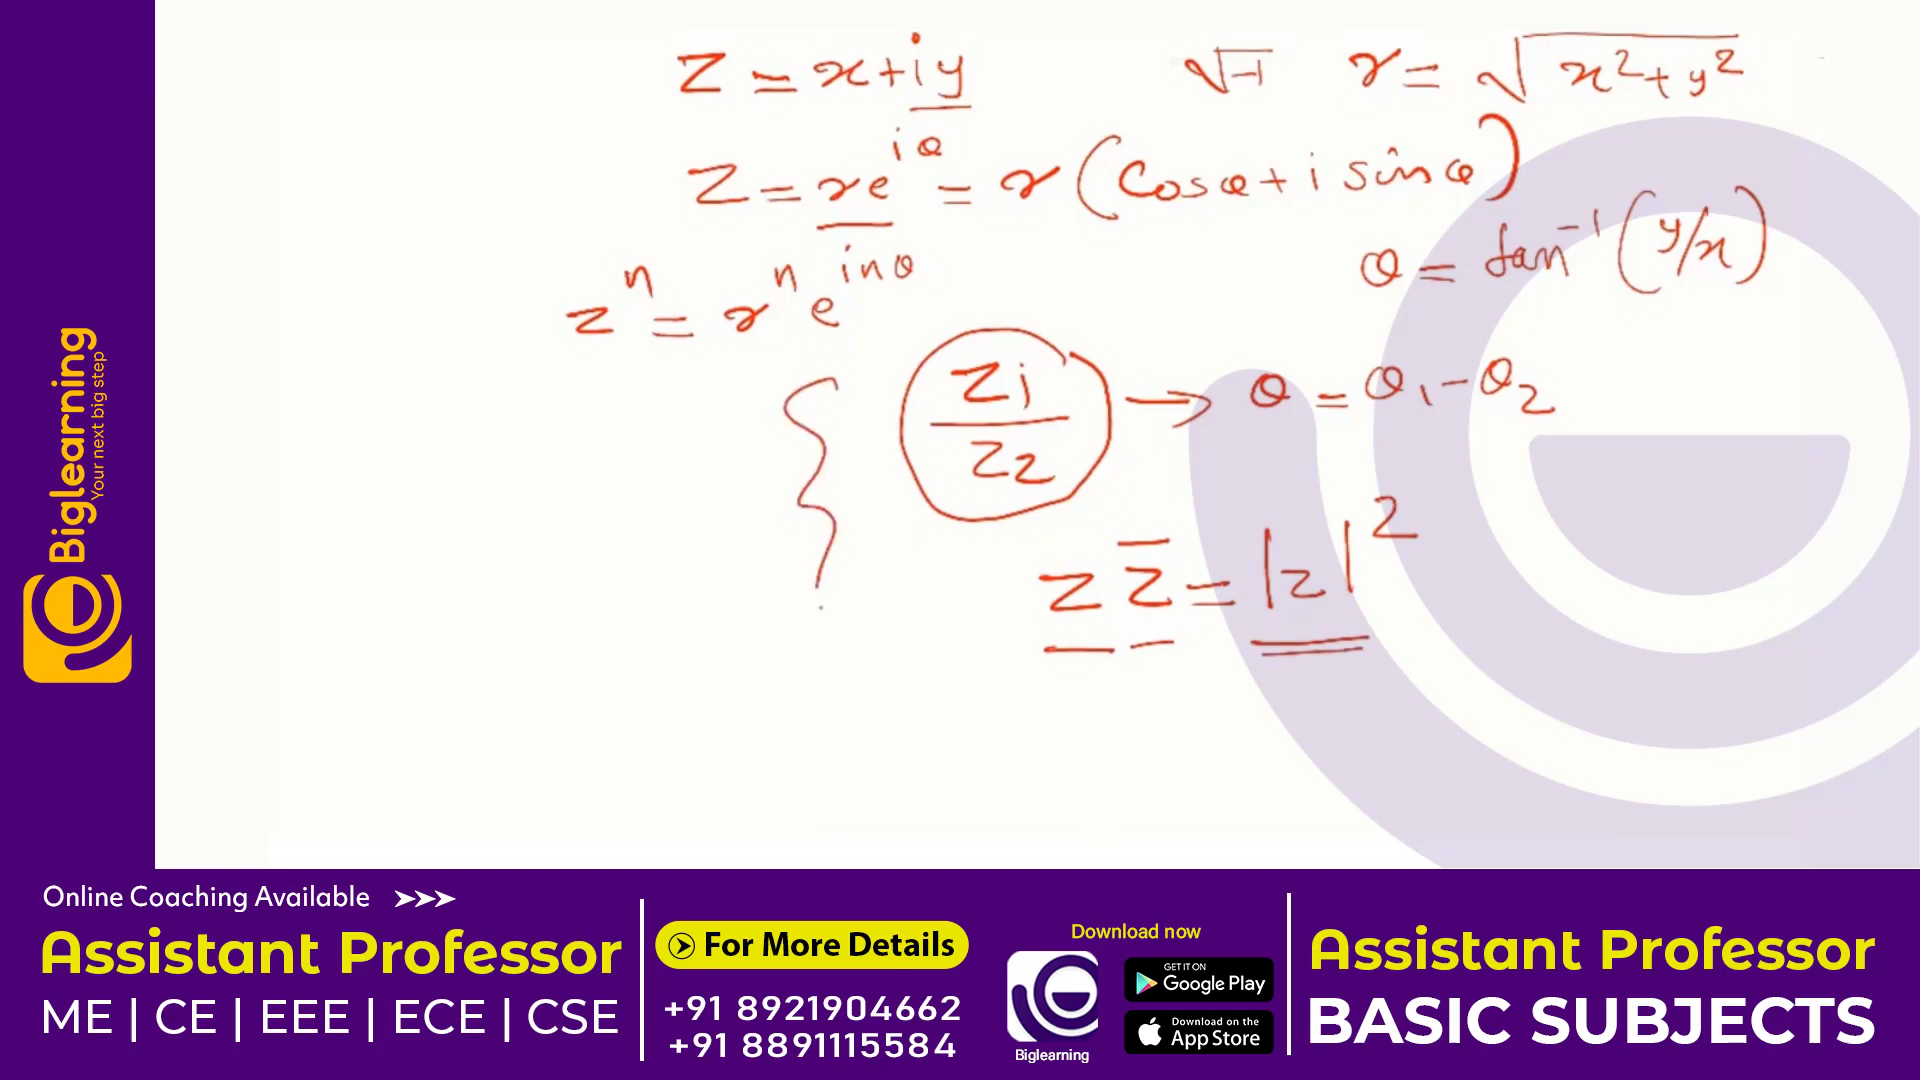 z = x+iy √-1 r = √x²+y²
z = re^iθ = r (cosθ + i sinθ)
θ = tan⁻¹ (y/x)
zⁿ = rⁿ e^inθ
z1/z2 → θ = θ₁ - θ₂
z z̅ = |z|²
Biglearning
Your next big step
Online Coaching Available
Assistant Professor
ME | CE | EEE | ECE | CSE
For More Details
+91 8921904662
+91 8891115584
Download now
Biglearning
GET IT ON
Google Play
Download on the
App Store
Assistant Professor
BASIC SUBJECTS